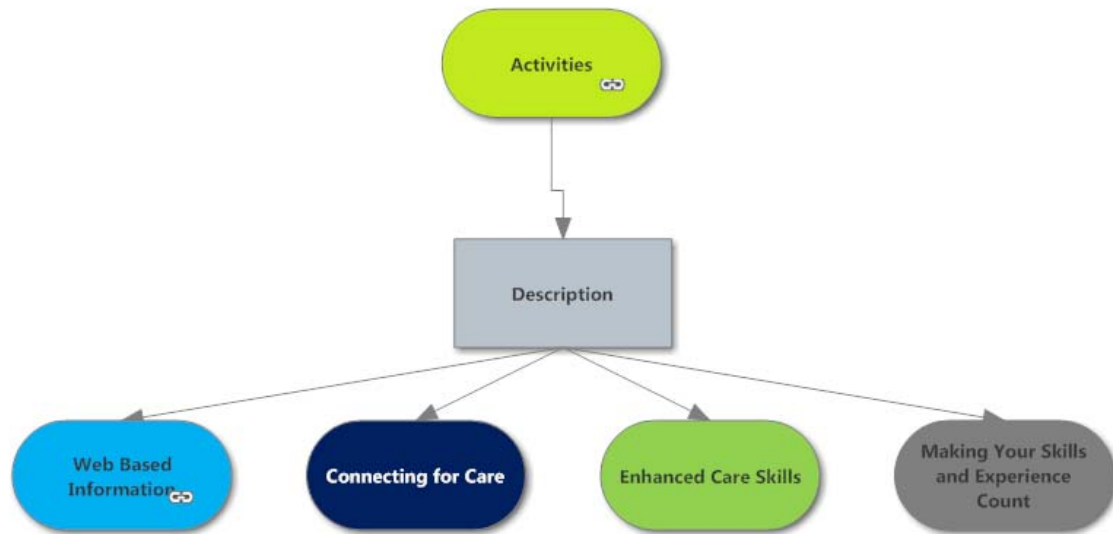 Activities
Description
Web Based
Information
Connecting for Care
Enhanced Care Skills
Making Your Skills
and Experience
Count